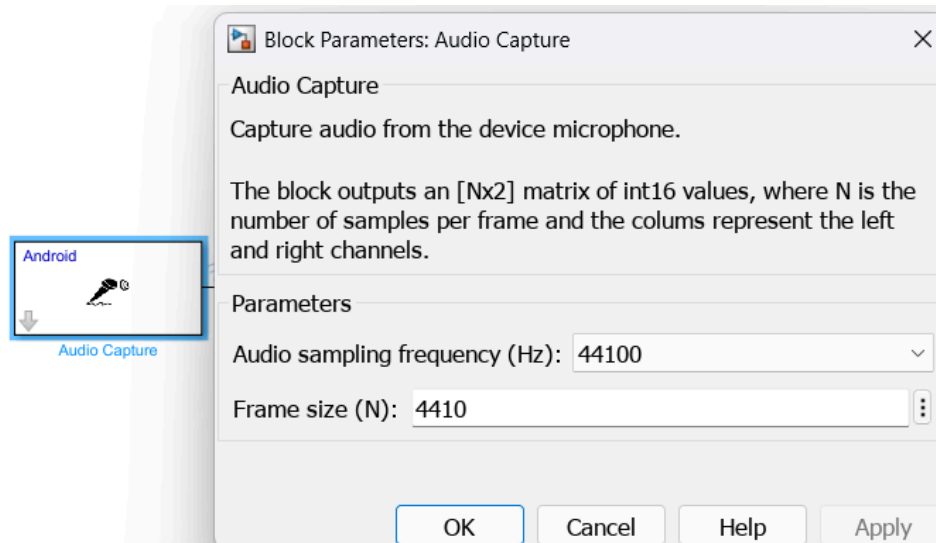 Block Parameters: Audio Capture
Audio Capture
Capture audio from the device microphone.
The block outputs an [Nx2] matrix of int16 values, where N is the
number of samples per frame and the colums represent the left
and right channels.
Android
Audio Capture
Parameters
Audio sampling frequency (Hz): 44100
Frame size (N): 4410
OK Cancel Help Apply